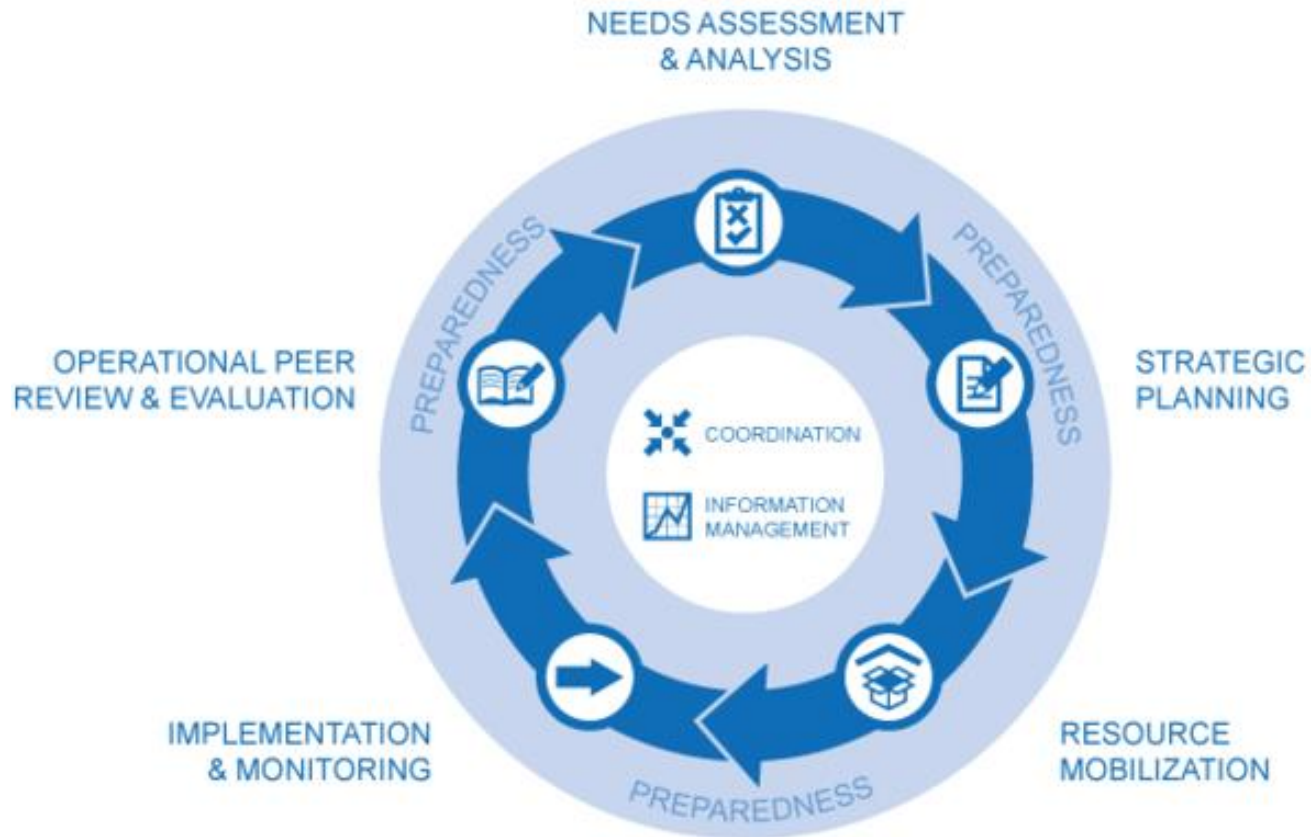 NEEDS ASSESSMENT
& ANALYSIS
PREPAREDNESS
PREPAREDNESS
OPERATIONAL PEER
REVIEW & EVALUATION
STRATEGIC
PLANNING
COORDINATION
INFORMATION
MANAGEMENT
IMPLEMENTATION
& MONITORING
RESOURCE
MOBILIZATION
PREPAREDNESS